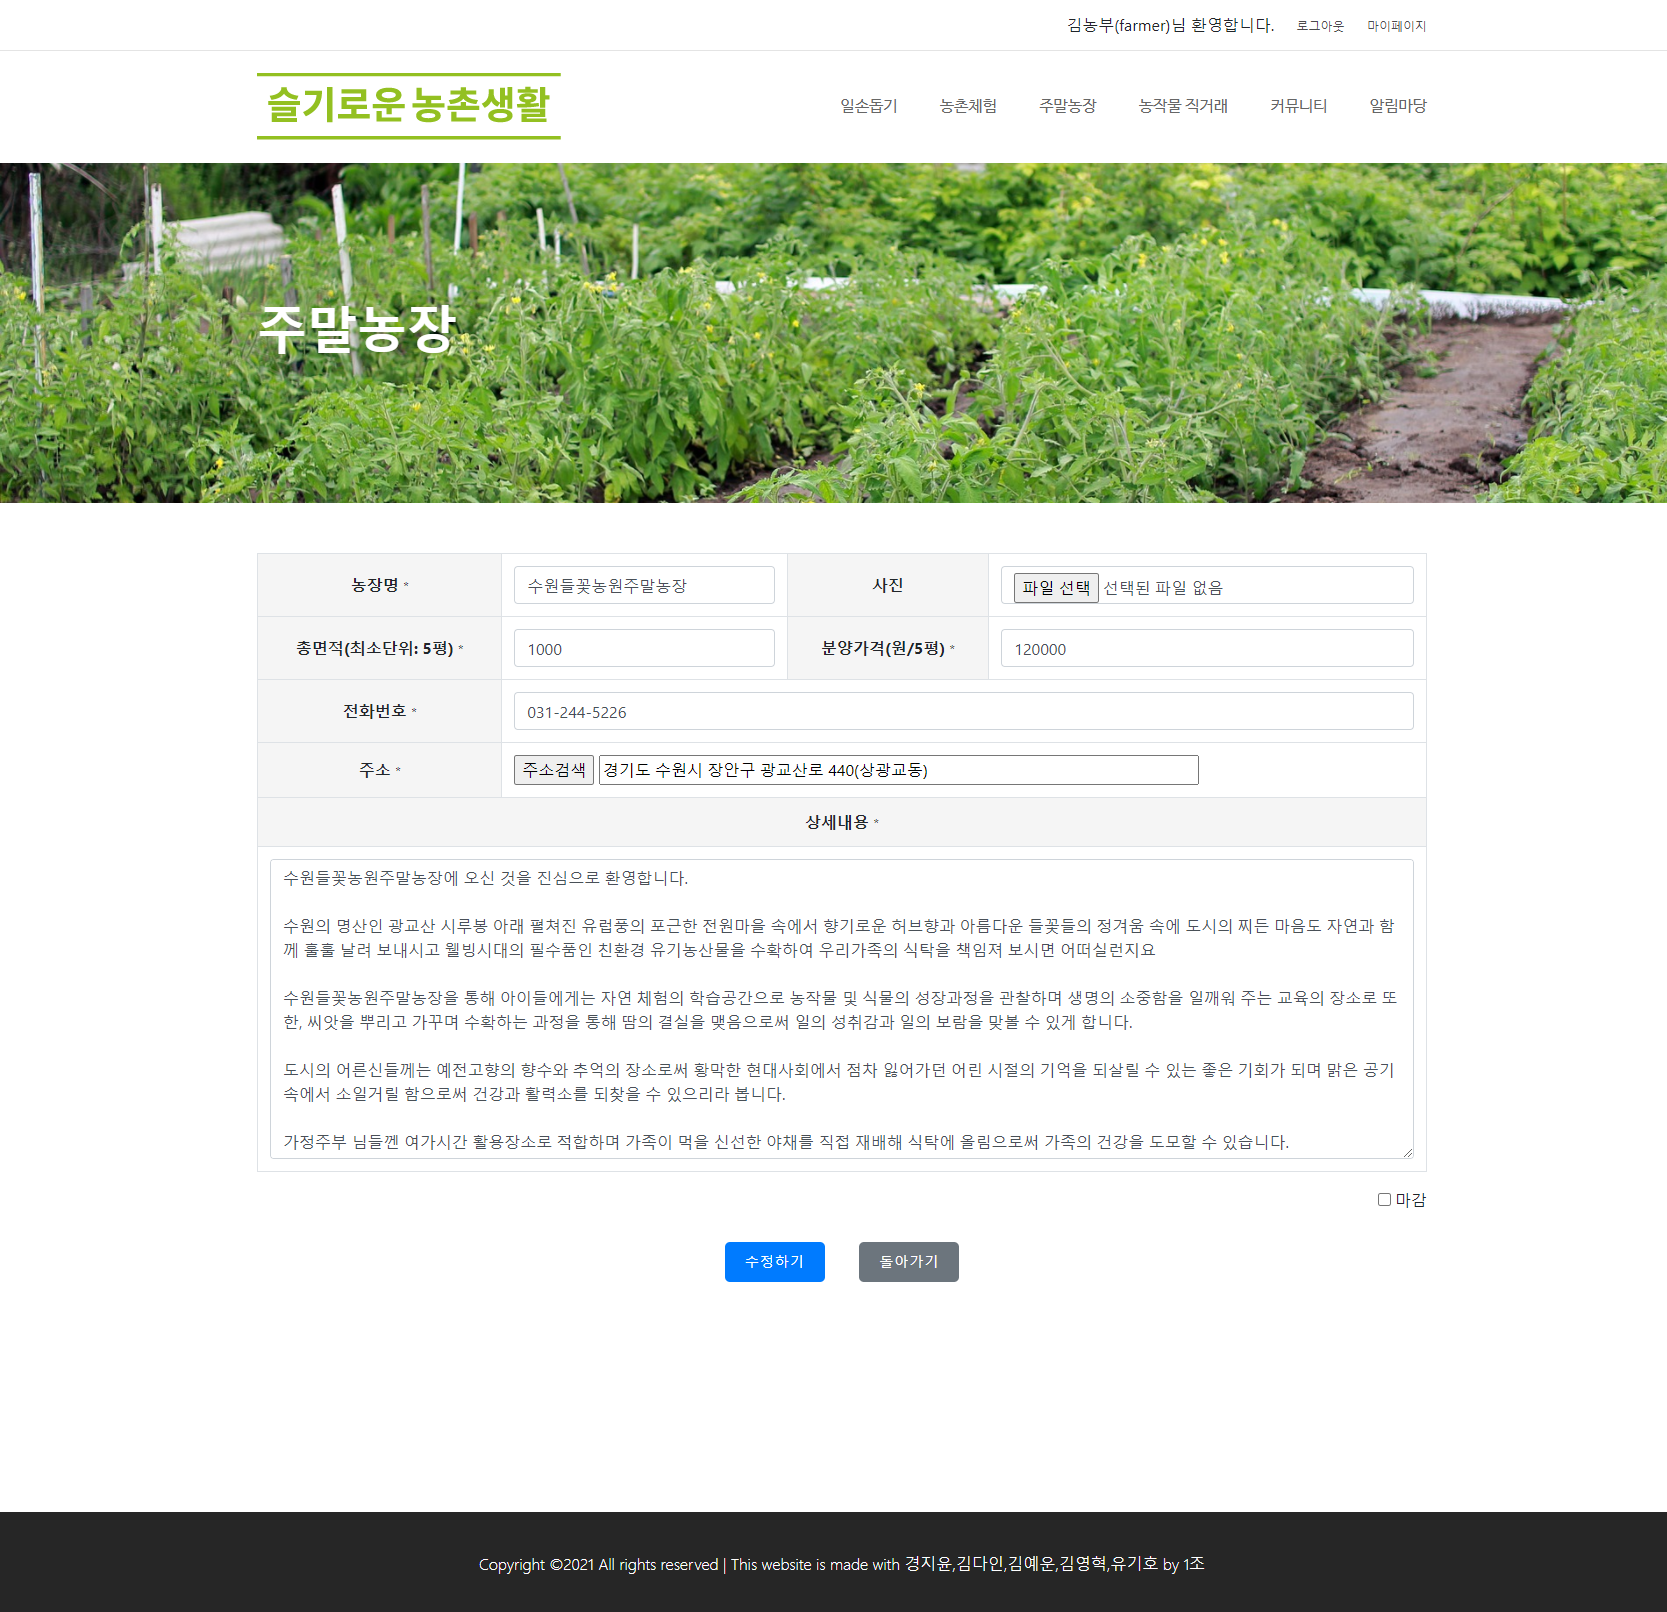 김농부(farmer)님 환영합니다. 로그아웃 마이페이지
슬기로운 농촌생활
일손돕기 농촌체험 주말농장 농작물 직거래 커뮤니티 알림마당
주말농장
농장명 * 수원들꽃농원주말농장 사진 파일 선택 선택된 파일 없음
총면적(최소단위: 5평) * 1000 분양가격(원/5평) * 120000
전화번호 * 031-244-5226
주소 * 주소검색 경기도 수원시 장안구 광교산로 440(상광교동)
상세내용 *
수원들꽃농원주말농장에 오신 것을 진심으로 환영합니다.
수원의 명산인 광교산 시루봉 아래 펼쳐진 유럽풍의 포근한 전원마을 속에서 향기로운 허브향과 아름다운 들꽃들의 정겨움 속에 도시의 찌든 마음도 자연과 함
께 훌훌 날려 보내시고 웰빙시대의 필수품인 친환경 유기농산물을 수확하여 우리가족의 식탁을 책임져 보시면 어떠실런지요
수원들꽃농원주말농장을 통해 아이들에게는 자연 체험의 학습공간으로 농작물 및 식물의 성장과정을 관찰하며 생명의 소중함을 일깨워 주는 교육의 장소로 또
한, 씨앗을 뿌리고 가꾸며 수확하는 과정을 통해 땀의 결실을 맺음으로써 일의 성취감과 일의 보람을 맞볼 수 있게 합니다.
도시의 어른신들께는 예전고향의 향수와 추억의 장소로써 황막한 현대사회에서 점차 잃어가던 어린 시절의 기억을 되살릴 수 있는 좋은 기회가 되며 맑은 공기
속에서 소일거릴 함으로써 건강과 활력소를 되찾을 수 있으리라 봅니다.
가정주부 님들껜 여가시간 활용장소로 적합하며 가족이 먹을 신선한 야채를 직접 재배해 식탁에 올림으로써 가족의 건강을 도모할 수 있습니다.
마감
수정하기 돌아가기
Copyright ©2021 All rights reserved | This website is made with 경지윤,김다인,김예운,김영혁,유기호 by 1조